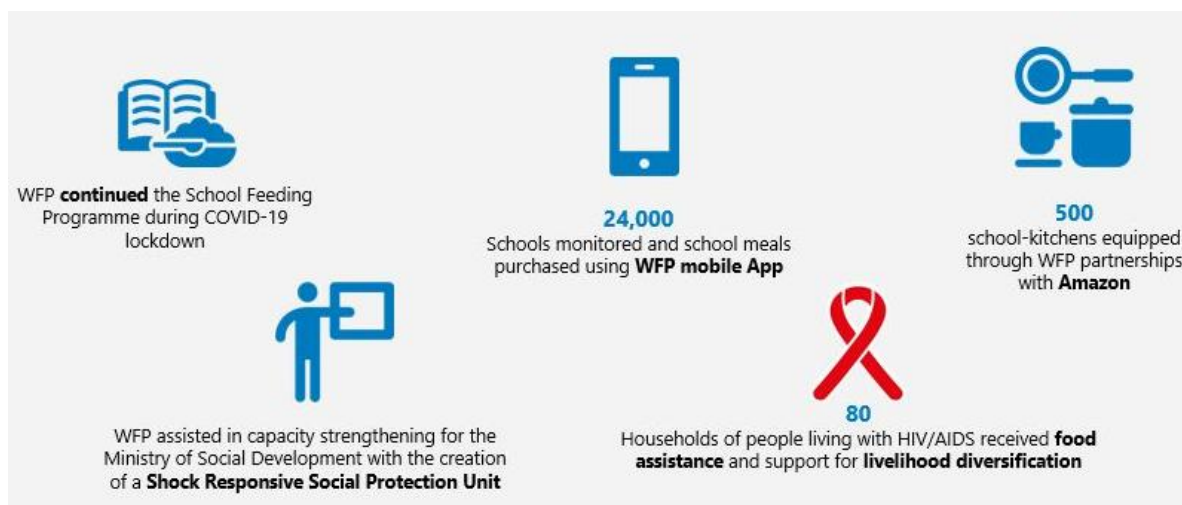 WFP continued the School Feeding
Programme during COVID-19
lockdown
24,000
Schools monitored and school meals
purchased using WFP mobile App
500
school-kitchens equipped
through WFP partnerships
with Amazon
WFP assisted in capacity strengthening for the
Ministry of Social Development with the creation
of a Shock Responsive Social Protection Unit
80
Households of people living with HIV/AIDS received food
assistance and support for livelihood diversification